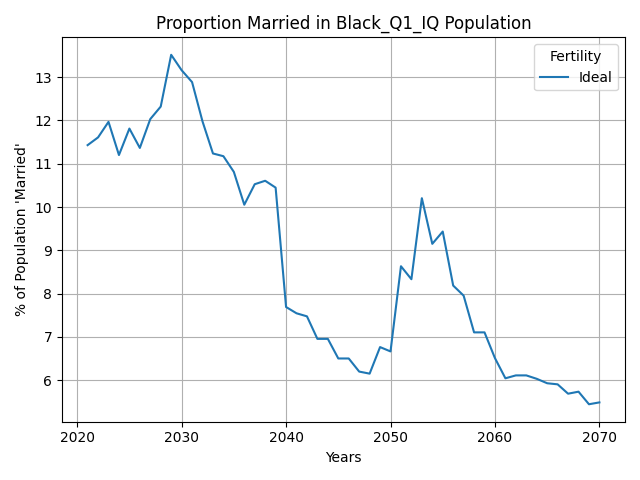 Proportion Married in Black_Q1_IQ Population
Fertility
Ideal
% of Population 'Married'
13
12
11
10
9
8
7
6
2020
2030
2040
2050
2060
2070
Years